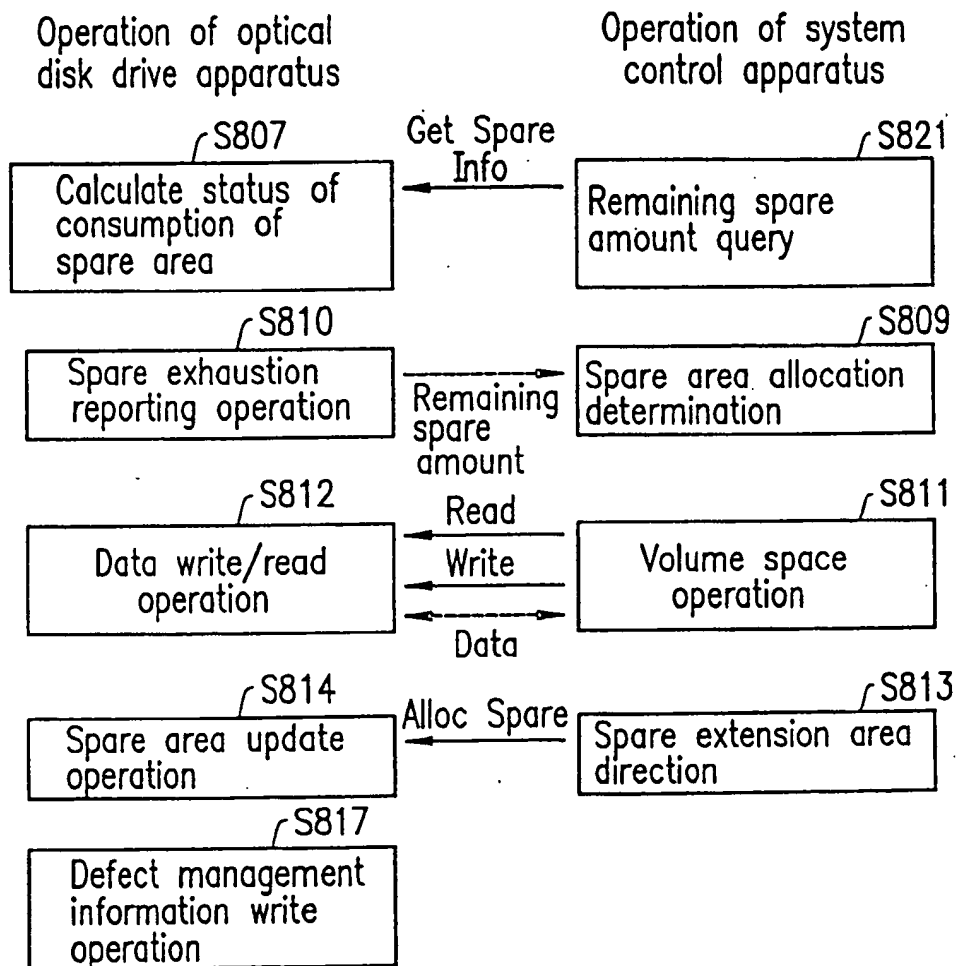 Operation of optical
disk drive apparatus
Operation of system
control apparatus
S807
Calculate status of
consumption of
spare area
Get Spare
Info
S821
Remaining spare
amount query
S810
Spare exhaustion
reporting operation
Remaining
spare
amount
S809
Spare area allocation
determination
S812
Data write/read
operation
Read
Write
Data
S811
Volume space
operation
S814
Spare area update
operation
Alloc Spare
S813
Spare extension area
direction
S817
Defect management
information write
operation